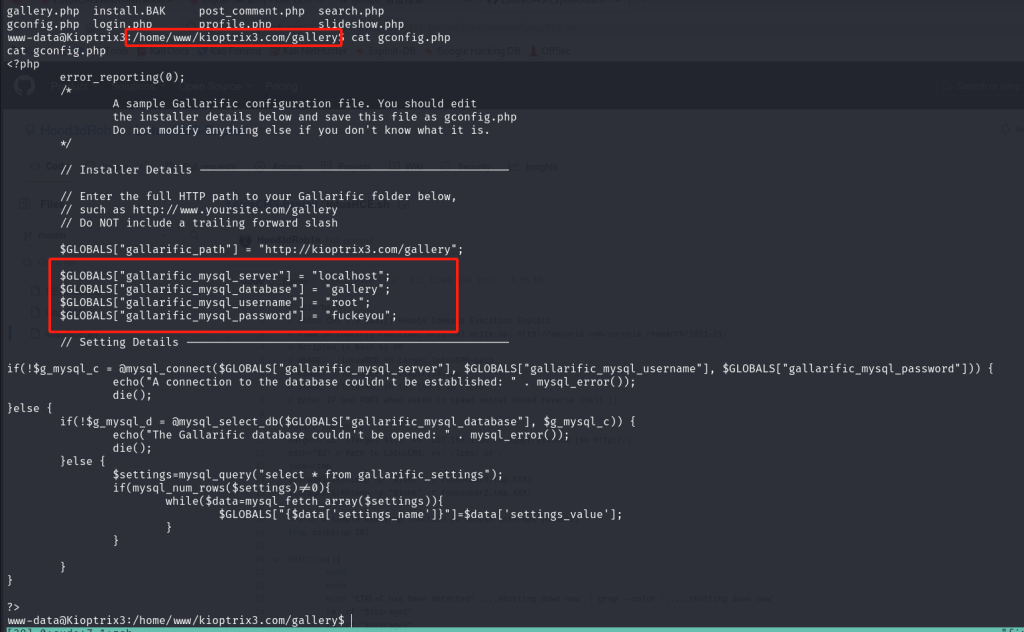 gallery.php  install.BAK     post_comment.php  search.php
gconfig.php  login.php       profile.php       slideshow.php
www-data@Kioptrix3:/home/www/kioptrix3.com/gallery$ cat gconfig.php
cat gconfig.php
<?php
        error_reporting(0);
        /*
                A sample Gallarific configuration file. You should edit
                the installer details below and save this file as gconfig.php
                Do not modify anything else if you don't know what it is.
        */

        // Installer Details ———————————————————————————————

        // Enter the full HTTP path to your Gallarific folder below,
        // such as http://www.yoursite.com/gallery
        // Do NOT include a trailing forward slash

        $GLOBALS["gallarific_path"] = "http://kioptrix3.com/gallery";

        $GLOBALS["gallarific_mysql_server"] = "localhost";
        $GLOBALS["gallarific_mysql_database"] = "gallery";
        $GLOBALS["gallarific_mysql_username"] = "root";
        $GLOBALS["gallarific_mysql_password"] = "fuckeyou";

        // Setting Details ————————————————————————————————

if(!$g_mysql_c = @mysql_connect($GLOBALS["gallarific_mysql_server"], $GLOBALS["gallarific_mysql_username"], $GLOBALS["gallarific_mysql_password"])) {
                echo("A connection to the database couldn't be established: " . mysql_error());
                die();
}else {
        if(!$g_mysql_d = @mysql_select_db($GLOBALS["gallarific_mysql_database"], $g_mysql_c)) {
                echo("The Gallarific database couldn't be opened: " . mysql_error());
                die();
        }else {
                $settings=mysql_query("select * from gallarific_settings");
                if(mysql_num_rows($settings)≠0){
                        while($data=mysql_fetch_array($settings)){
                                $GLOBALS["{$data['settings_name']}"]=$data['settings_value'];
                        }
                }

        }
}

?>
www-data@Kioptrix3:/home/www/kioptrix3.com/gallery$